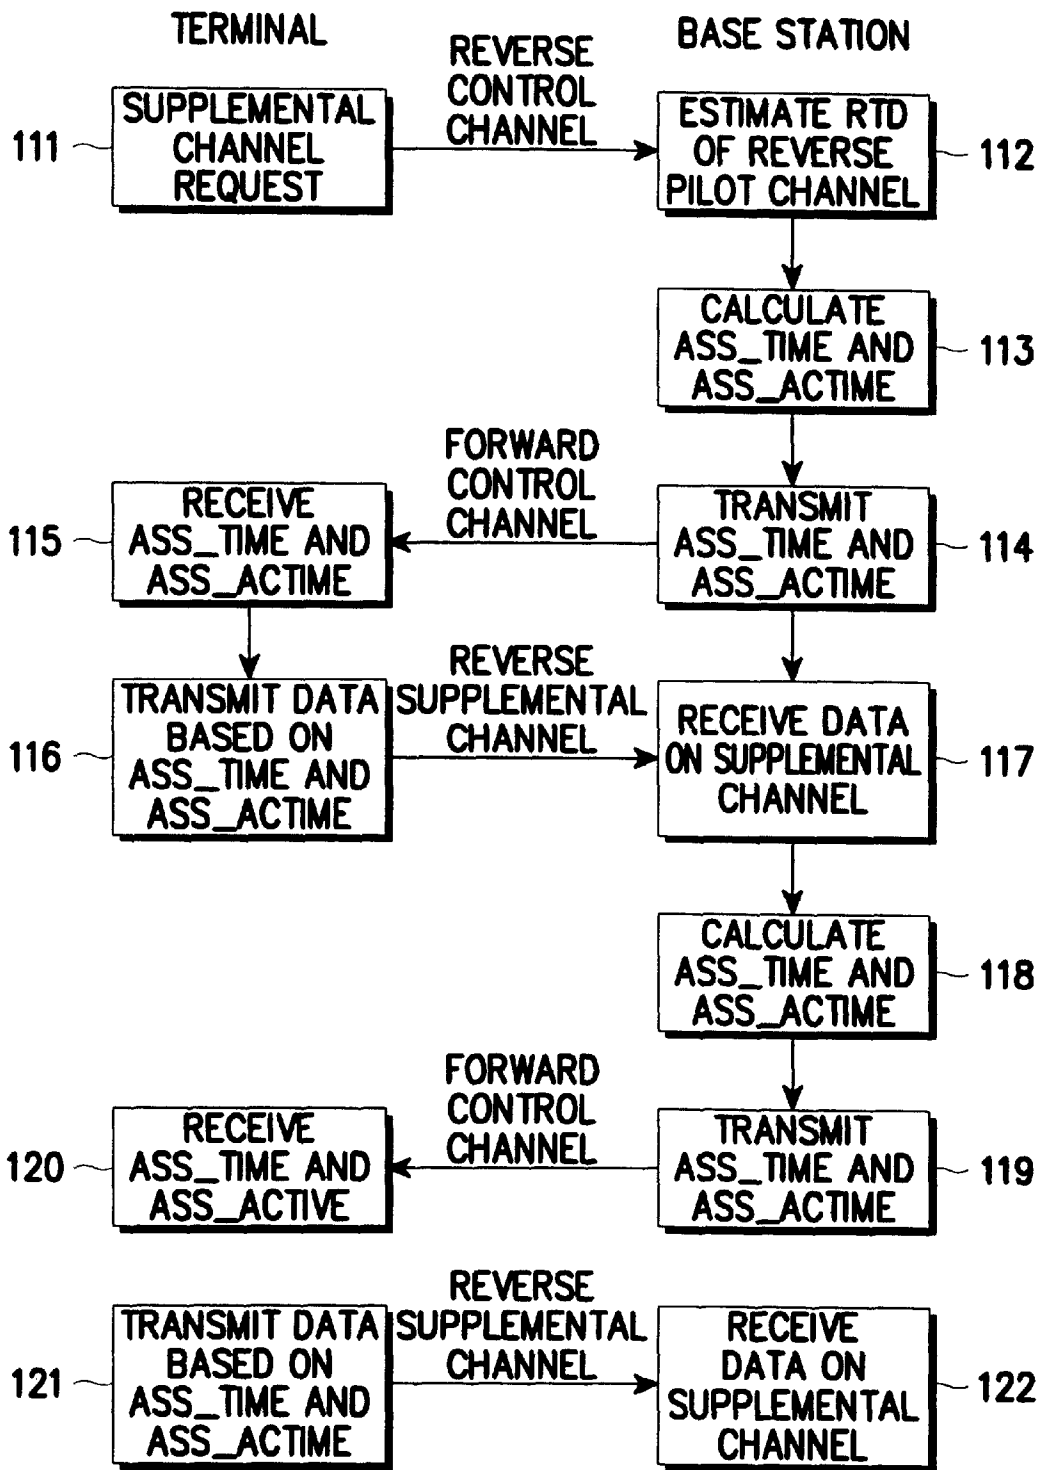 TERMINAL
BASE STATION
REVERSE
CONTROL
CHANNEL
111
SUPPLEMENTAL
CHANNEL
REQUEST
ESTIMATE RTD
OF REVERSE
PILOT CHANNEL
112
CALCULATE
ASS_TIME AND
ASS_ACTIME
113
FORWARD
CONTROL
CHANNEL
115
RECEIVE
ASS_TIME AND
ASS_ACTIME
TRANSMIT
ASS_TIME AND
ASS_ACTIME
114
REVERSE
SUPPLEMENTAL
CHANNEL
116
TRANSMIT DATA
BASED ON
ASS_TIME AND
ASS_ACTIME
RECEIVE DATA
ON SUPPLEMENTAL
CHANNEL
117
CALCULATE
ASS_TIME AND
ASS_ACTIME
118
FORWARD
CONTROL
CHANNEL
120
RECEIVE
ASS_TIME AND
ASS_ACTIVE
TRANSMIT
ASS_TIME AND
ASS_ACTIME
119
REVERSE
SUPPLEMENTAL
CHANNEL
121
TRANSMIT DATA
BASED ON
ASS_TIME AND
ASS_ACTIME
RECEIVE
DATA ON
SUPPLEMENTAL
CHANNEL
122